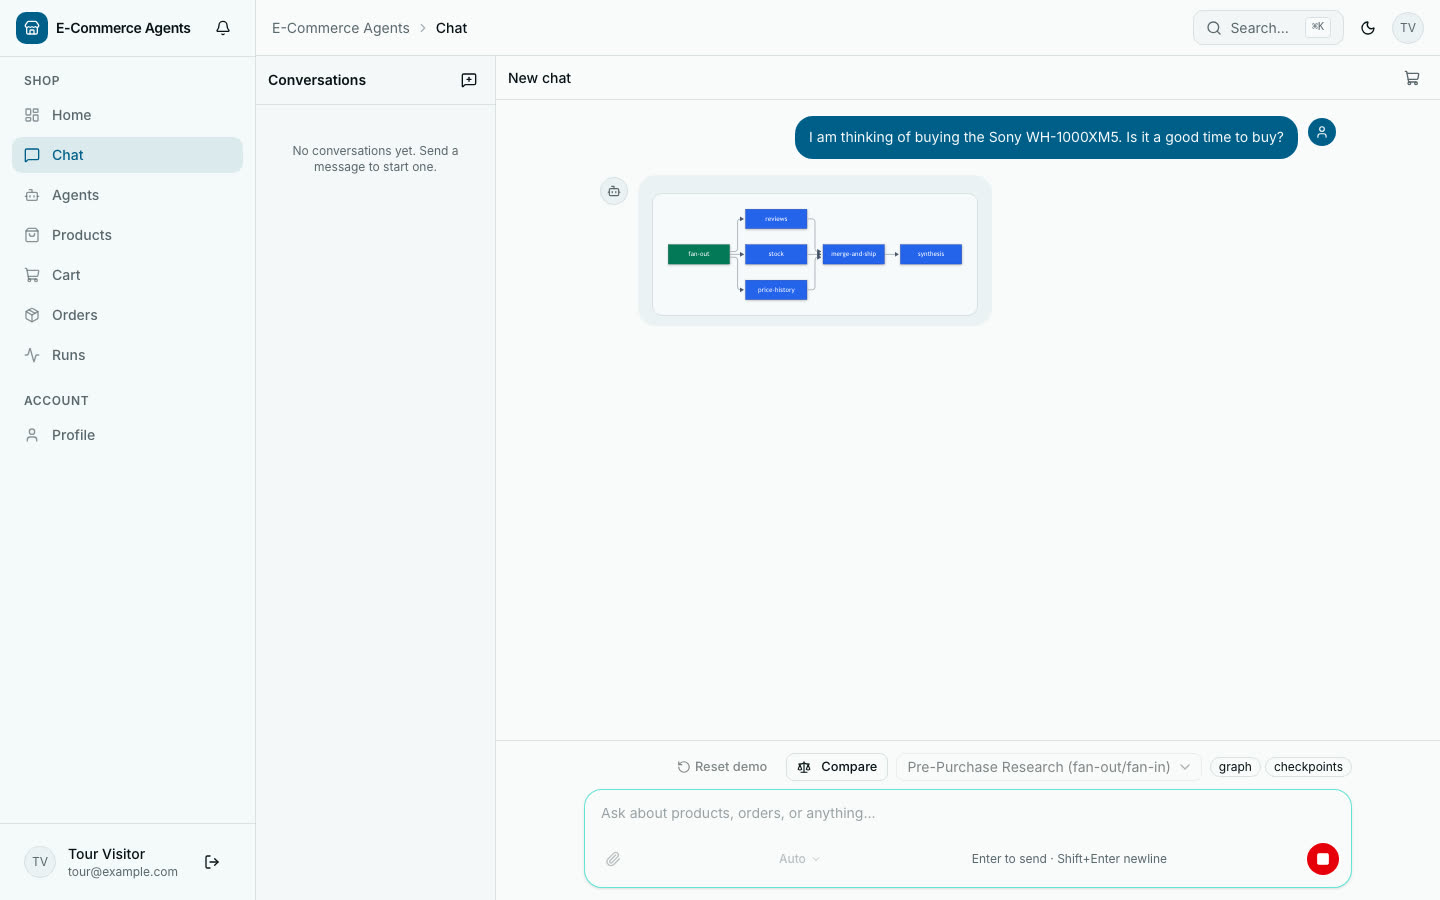 E-Commerce Agents
SHOP
Home
Chat
Agents
Products
Cart
Orders
Runs
ACCOUNT
Profile
TV
Tour Visitor
tour@example.com
E-Commerce Agents
Chat
Search...
⌘K
TV
Conversations
No conversations yet. Send a
message to start one.
New chat
I am thinking of buying the Sony WH-1000XM5. Is it a good time to buy?
reviews
fan-out
stock
merge-and-ship
synthesis
price-history
Reset demo
Compare
Pre-Purchase Research (fan-out/fan-in)
graph
checkpoints
Ask about products, orders, or anything...
Auto
Enter to send · Shift+Enter newline